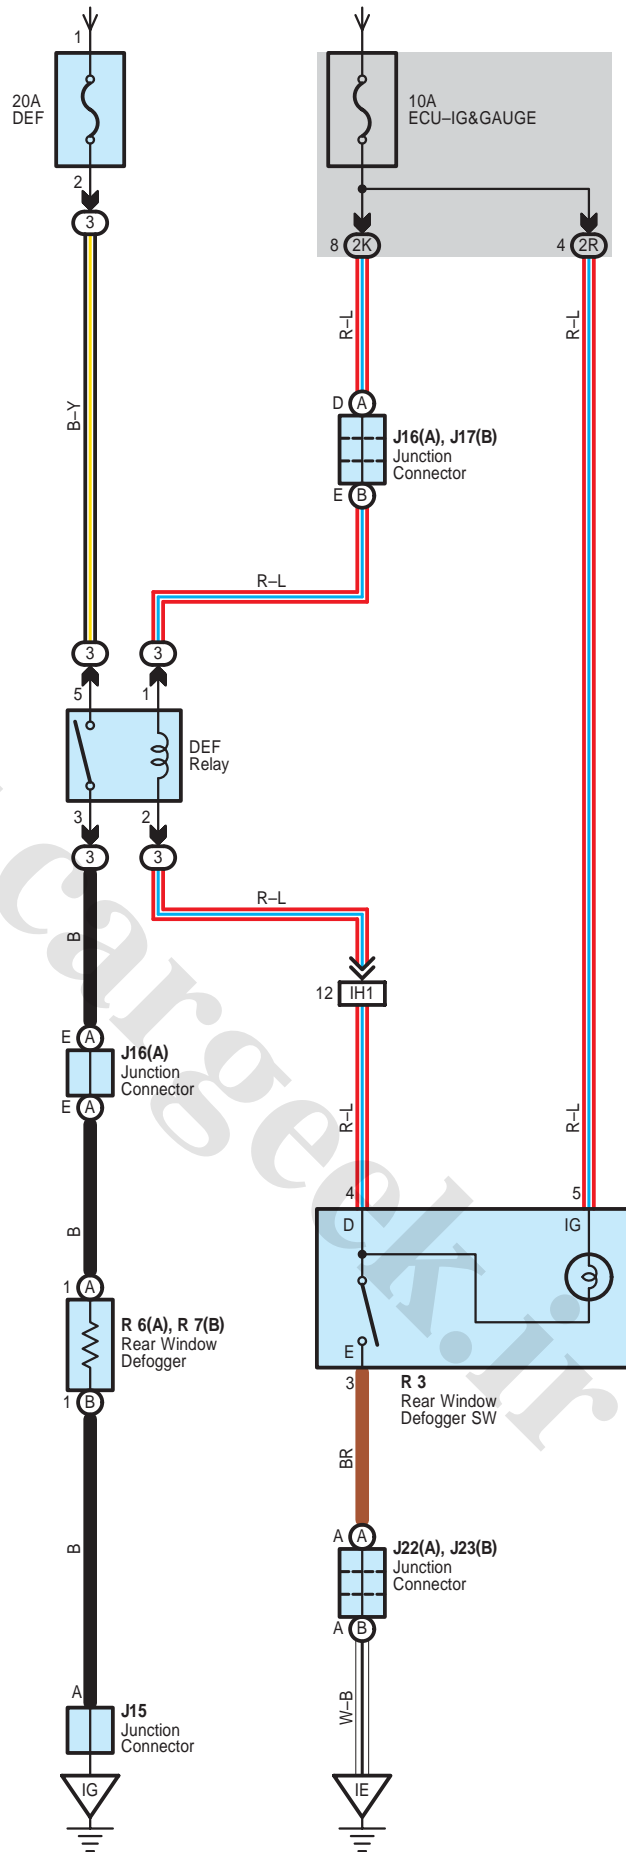 1
20A
DEF
10A
ECU–IG&GAUGE
2
3
8 2K
4 2R
R–L
R–L
B–Y
D A
J16(A), J17(B)
Junction
Connector
E B
R–L
3
3
5
1
DEF
Relay
3
2
3
3
R–L
B
12 IH1
E A
J16(A)
Junction
Connector
E A
R–L
R–L
B
4
5
D
IG
1 A
R 6(A), R 7(B)
Rear Window
Defogger
1 B
E
3
R 3
Rear Window
Defogger SW
BR
B
A A
J22(A), J23(B)
Junction
Connector
A B
W–B
A
J15
Junction
Connector
IG
IE
cargeek.ir